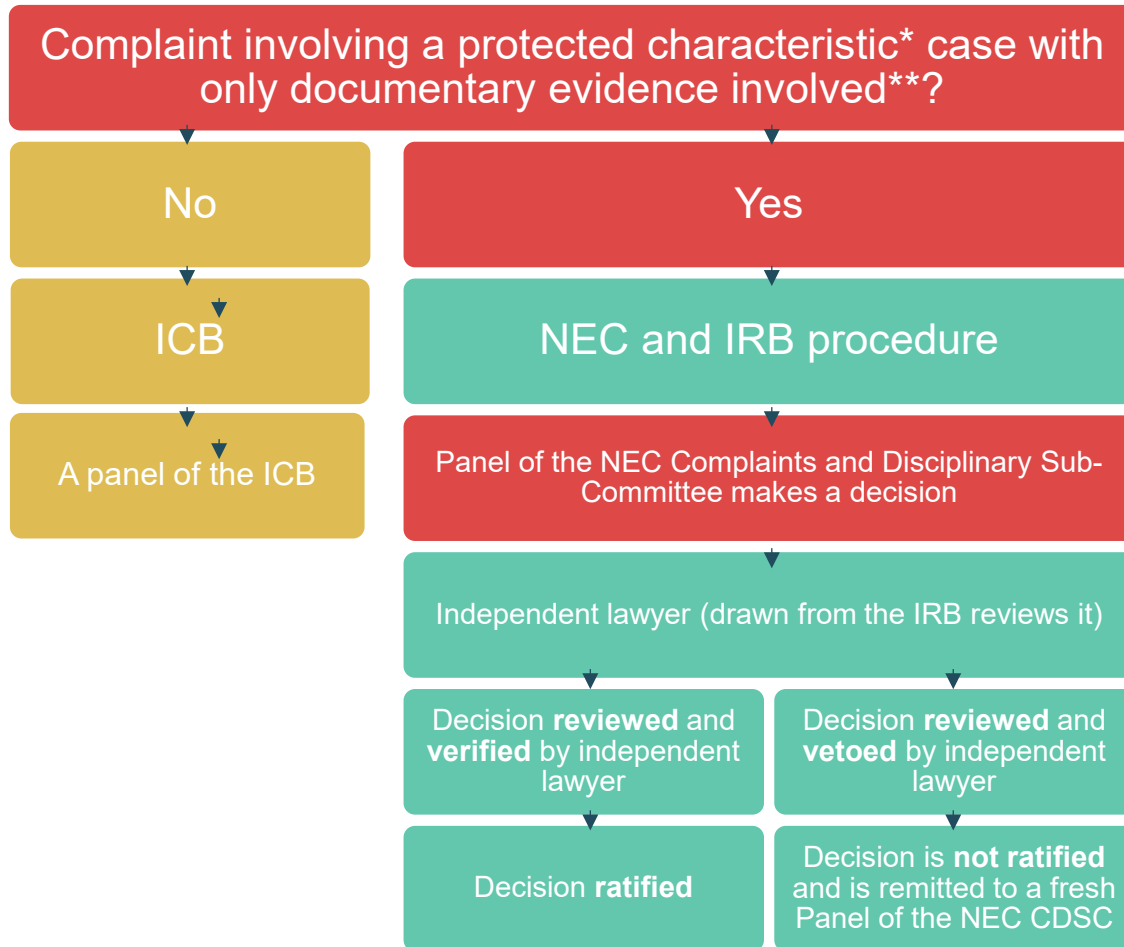 Complaint involving a protected characteristic* case with
only documentary evidence involved**?
No
Yes
ICB
NEC and IRB procedure
A panel of the ICB
Panel of the NEC Complaints and Disciplinary Sub-
Committee makes a decision
Independent lawyer (drawn from the IRB reviews it)
Decision reviewed and
verified by independent
lawyer
Decision reviewed and
vetoed by independent
lawyer
Decision ratified
Decision is not ratified
and is remitted to a fresh
Panel of the NEC CDSC